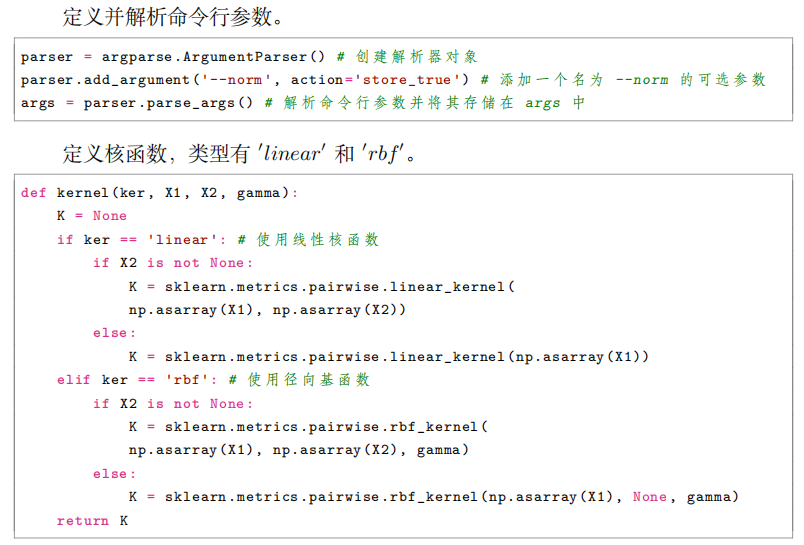 定义并解析命令行参数。
parser = argparse.ArgumentParser() # 创建解析器对象
parser.add_argument('--norm', action='store_true') # 添加一个名为 --norm 的可选参数
args = parser.parse_args() # 解析命令行参数并将其存储在 args 中
定义核函数，类型有 ′linear′ 和 ′rbf′。
def kernel(ker, X1, X2, gamma):
    K = None
    if ker == 'linear': # 使用线性核函数
        if X2 is not None:
            K = sklearn.metrics.pairwise.linear_kernel(
            np.asarray(X1), np.asarray(X2))
        else:
            K = sklearn.metrics.pairwise.linear_kernel(np.asarray(X1))
    elif ker == 'rbf': # 使用径向基函数
        if X2 is not None:
            K = sklearn.metrics.pairwise.rbf_kernel(
            np.asarray(X1), np.asarray(X2), gamma)
        else:
            K = sklearn.metrics.pairwise.rbf_kernel(np.asarray(X1), None, gamma)
    return K